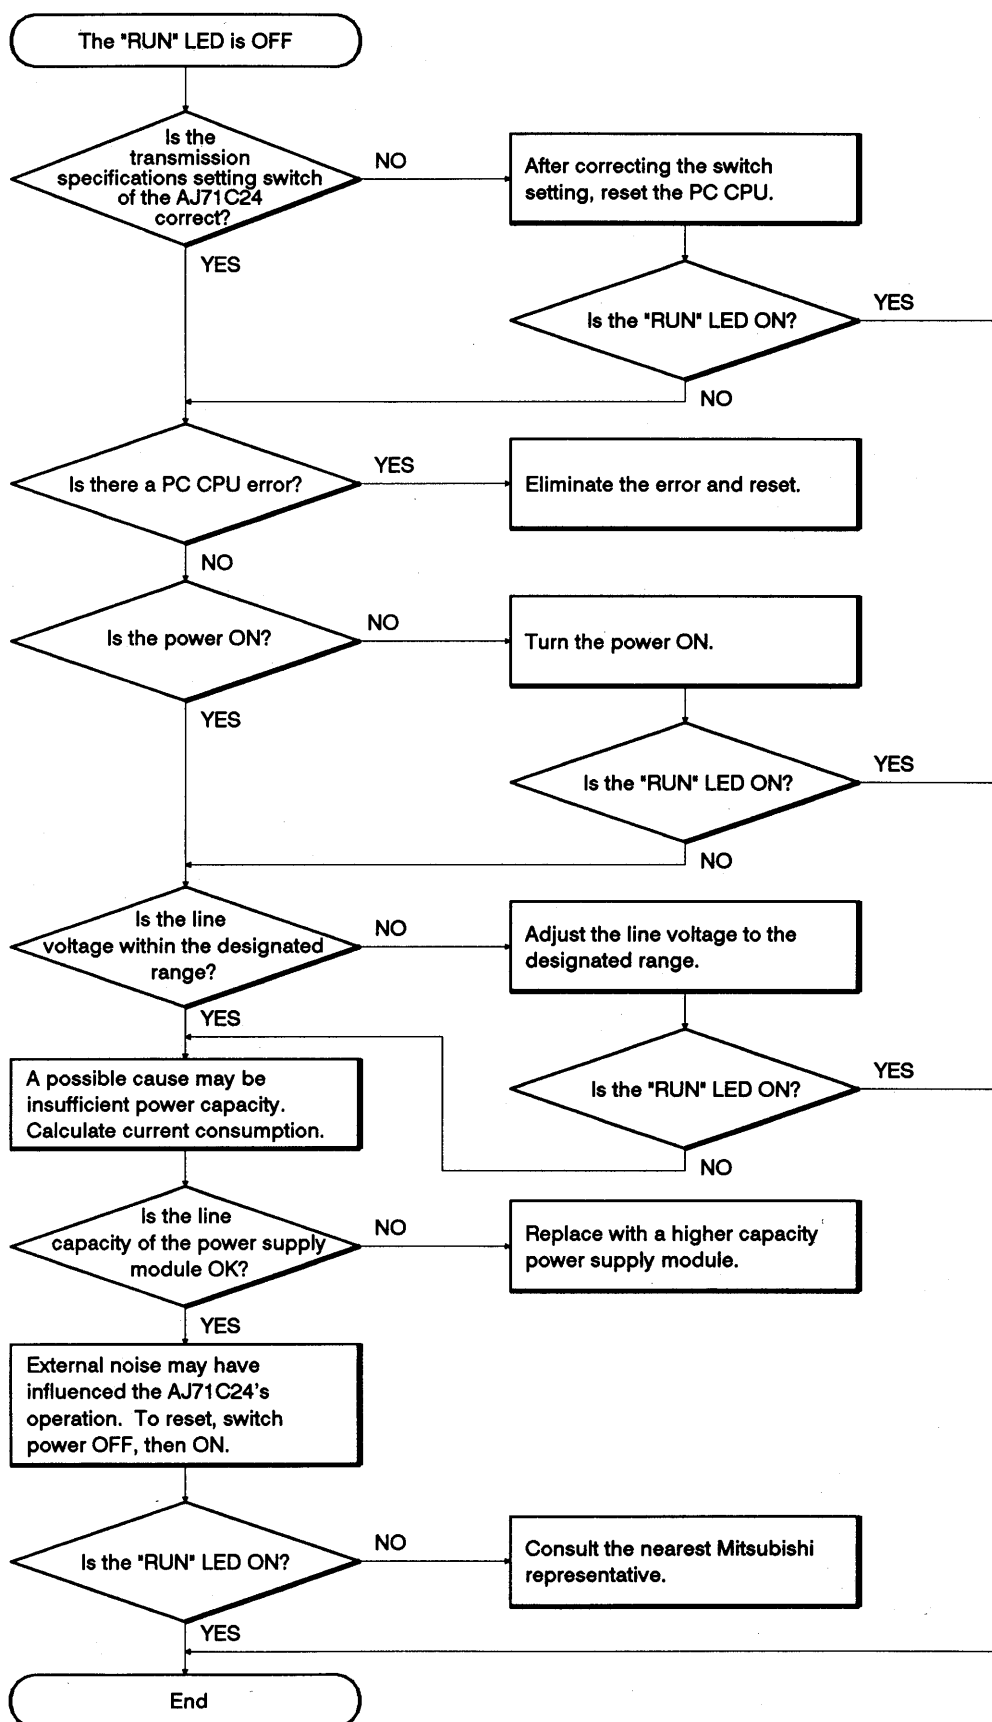 The "RUN" LED is OFF
Is the
transmission
specifications setting switch
of the AJ71C24
correct?
NO
After correcting the switch
setting, reset the PC CPU.
YES
Is the "RUN" LED ON?
YES
NO
Is there a PC CPU error?
YES
Eliminate the error and reset.
NO
Is the power ON?
NO
Turn the power ON.
YES
Is the "RUN" LED ON?
YES
NO
Is the line
voltage within the designated
range?
NO
Adjust the line voltage to the
designated range.
YES
Is the "RUN" LED ON?
YES
NO
A possible cause may be
insufficient power capacity.
Calculate current consumption.
Is the line
capacity of the power supply
module OK?
NO
Replace with a higher capacity
power supply module.
YES
External noise may have
influenced the AJ71C24's
operation. To reset, switch
power OFF, then ON.
Is the "RUN" LED ON?
NO
Consult the nearest Mitsubishi
representative.
YES
End